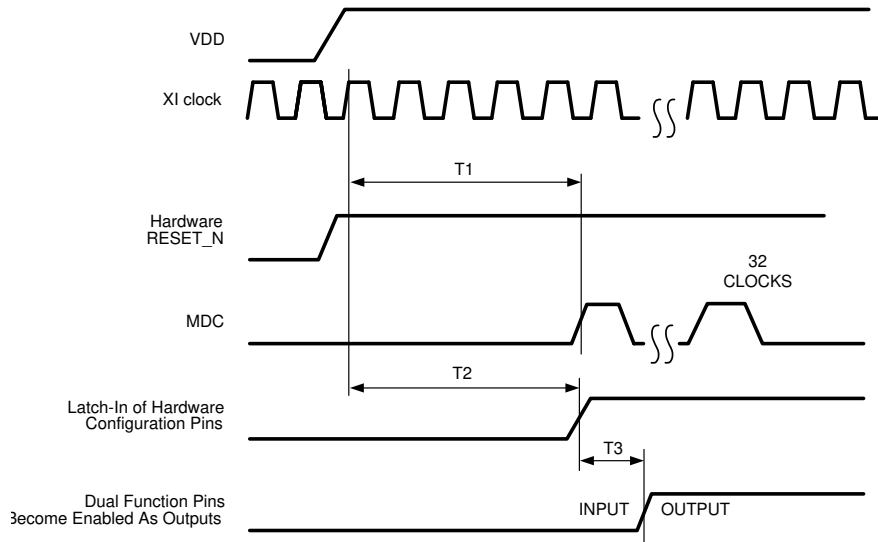 VDD
XI clock
T1
Hardware
RESET_N
32
CLOCKS
MDC
T2
Latch-In of Hardware
Configuration Pins
T3
Dual Function Pins
Become Enabled As Outputs
INPUT
OUTPUT